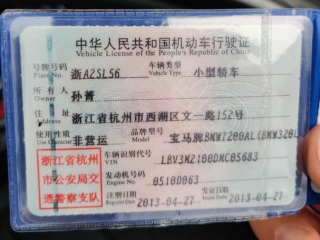 中华人民共和国机动车行驶证
Vehicle License of the People's Republic of China
号牌号码 浙A2SL56 车辆类型 小型轿车
Plate No. Vehicle Type
所有人 孙菁
Owner
住址 浙江省杭州市西湖区文一路152号
Address
使用性质 非营运 品牌型号 宝马牌BMW7200AL(BMW320L
浙江省杭州市公安局交通警察支队
车辆识别代号 LBV3M2100DMC05683
VIN
发动机号码 0510D063
Engine No.
注册日期 2013-04-27 发证日期 2013-04-27
Register Date Issue Date